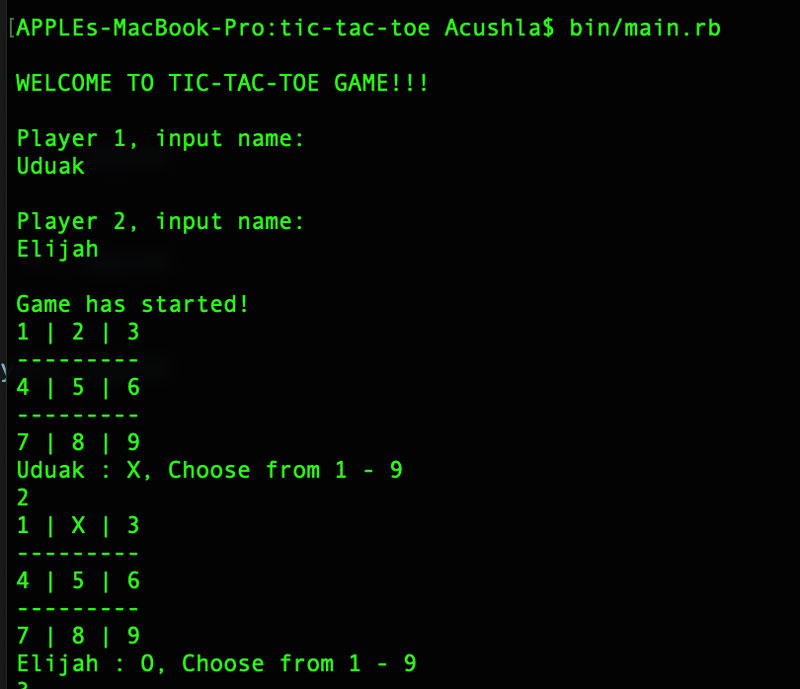 [APPLEs-MacBook-Pro:tic-tac-toe Acushla$ bin/main.rb
WELCOME TO TIC-TAC-TOE GAME!!!
Player 1, input name:
Uduak
Player 2, input name:
Elijah
Game has started!
1 | 2 | 3
---------
4 | 5 | 6
---------
7 | 8 | 9
Uduak : X, Choose from 1 - 9
2
1 | X | 3
---------
4 | 5 | 6
---------
7 | 8 | 9
Elijah : O, Choose from 1 - 9